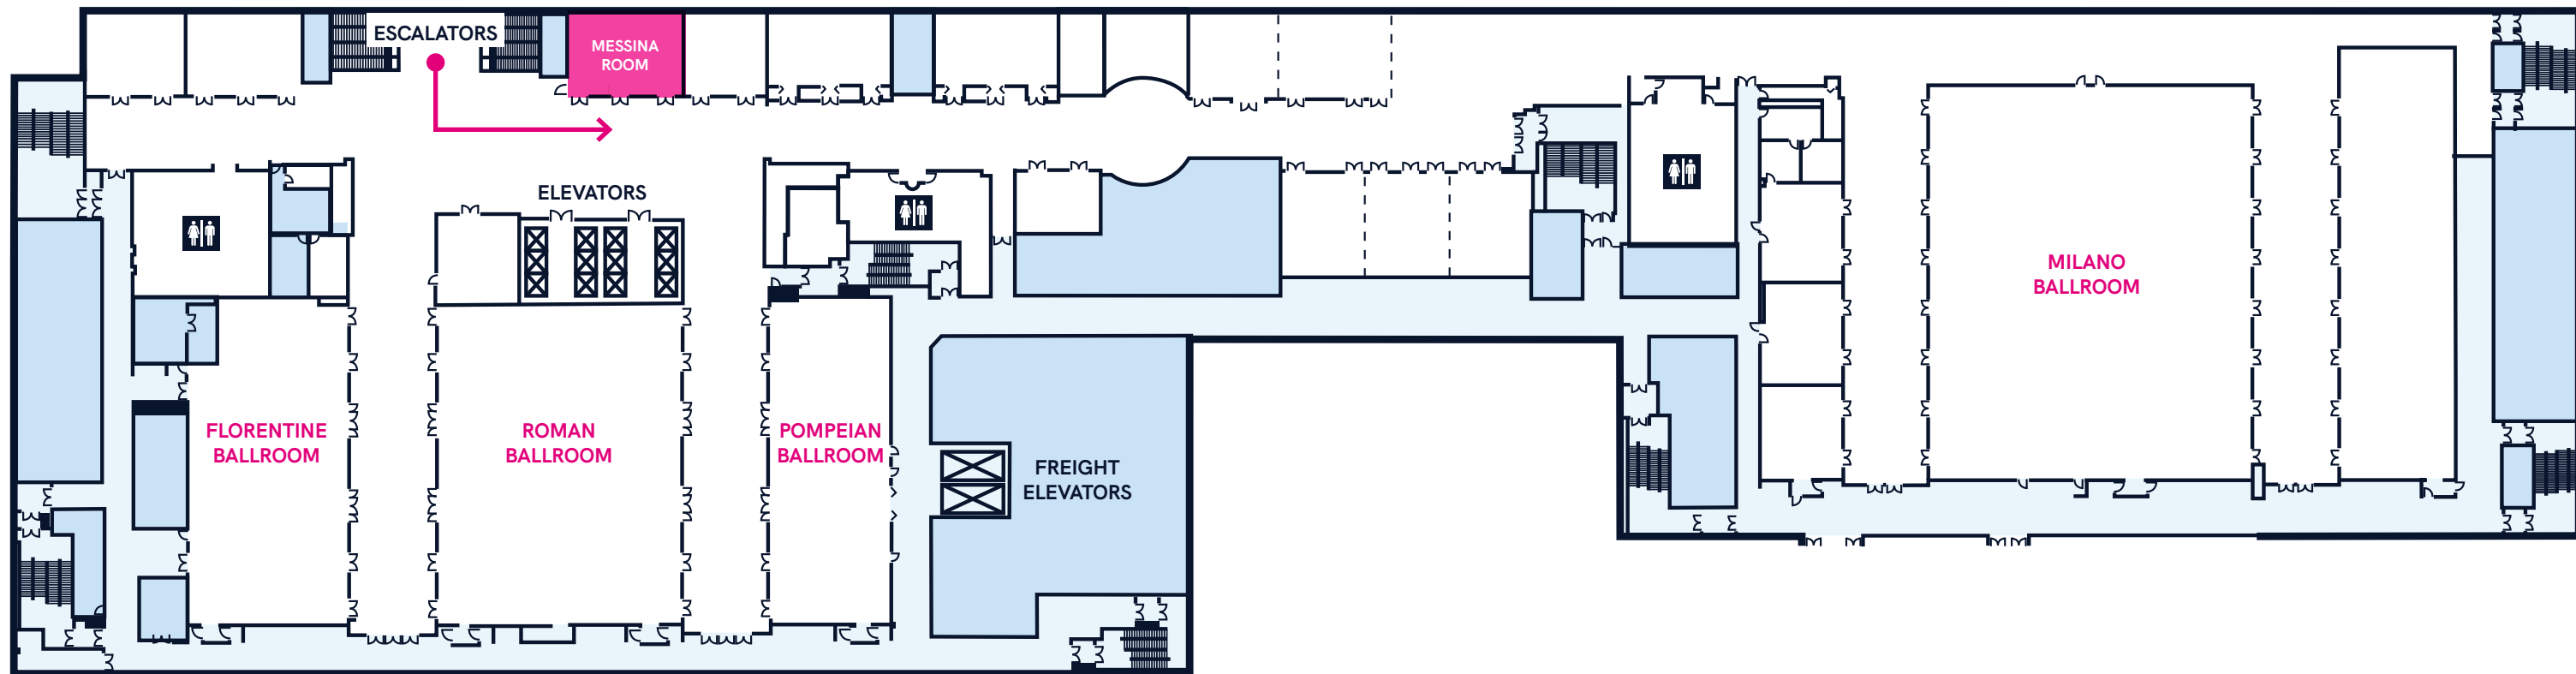 ESCALATORS
MESSINA
ROOM
ELEVATORS
MILANO
BALLROOM
FLORENTINE
BALLROOM
ROMAN
BALLROOM
POMPEIAN
BALLROOM
FREIGHT
ELEVATORS